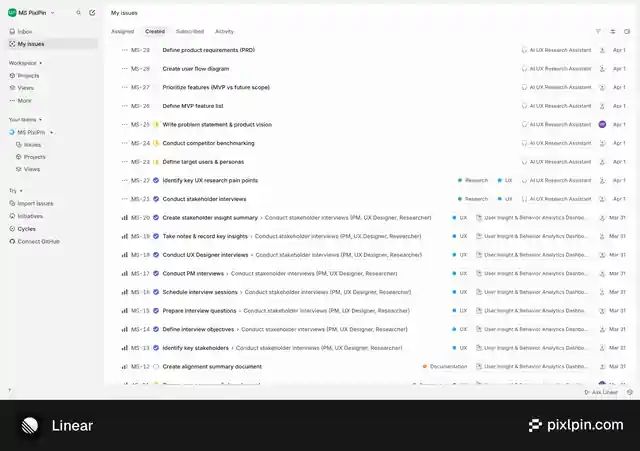 MS PixlPin
My issues
Inbox
My issues
Workspace
Projects
Views
More
Your teams
MS PixlPin
Issues
Projects
Views
Try
Import issues
Initiatives
Cycles
Connect GitHub
Assigned Created Subscribed Activity
MS-29 Define product requirements (PRD) AI UX Research Assistant Apr 1
MS-28 Create user flow diagram AI UX Research Assistant Apr 1
MS-27 Prioritize features (MVP vs future scope) AI UX Research Assistant Apr 1
MS-26 Define MVP feature list AI UX Research Assistant Apr 1
MS-25 Write problem statement & product vision AI UX Research Assistant Apr 1
MS-24 Conduct competitor benchmarking AI UX Research Assistant Apr 1
MS-23 Define target users & personas AI UX Research Assistant Apr 1
MS-22 Identify key UX research pain points Research UX AI UX Research Assistant Apr 1
MS-21 Conduct stakeholder interviews Research UX AI UX Research Assistant Apr 1
MS-20 Create stakeholder insight summary › Conduct stakeholder interviews (PM, UX Designer, Researcher) UX User Insight & Behavior Analytics Dashbo... Mar 31
MS-19 Take notes & record key insights › Conduct stakeholder interviews (PM, UX Designer, Researcher) UX User Insight & Behavior Analytics Dashbo... Mar 31
MS-18 Conduct UX Designer interviews › Conduct stakeholder interviews (PM, UX Designer, Researcher) UX User Insight & Behavior Analytics Dashbo... Mar 31
MS-17 Conduct PM interviews › Conduct stakeholder interviews (PM, UX Designer, Researcher) UX User Insight & Behavior Analytics Dashbo... Mar 31
MS-16 Schedule interview sessions › Conduct stakeholder interviews (PM, UX Designer, Researcher) UX User Insight & Behavior Analytics Dashbo... Mar 31
MS-15 Prepare interview questions › Conduct stakeholder interviews (PM, UX Designer, Researcher) UX User Insight & Behavior Analytics Dashbo... Mar 31
MS-14 Define interview objectives › Conduct stakeholder interviews (PM, UX Designer, Researcher) UX User Insight & Behavior Analytics Dashbo... Mar 31
MS-13 Identify key stakeholders › Conduct stakeholder interviews (PM, UX Designer, Researcher) UX User Insight & Behavior Analytics Dashbo... Mar 31
MS-12 Create alignment summary document Documentation User Insight & Behavior Analytics Dashbo... Mar 31
Ask Linear
Linear
pixlpin.com